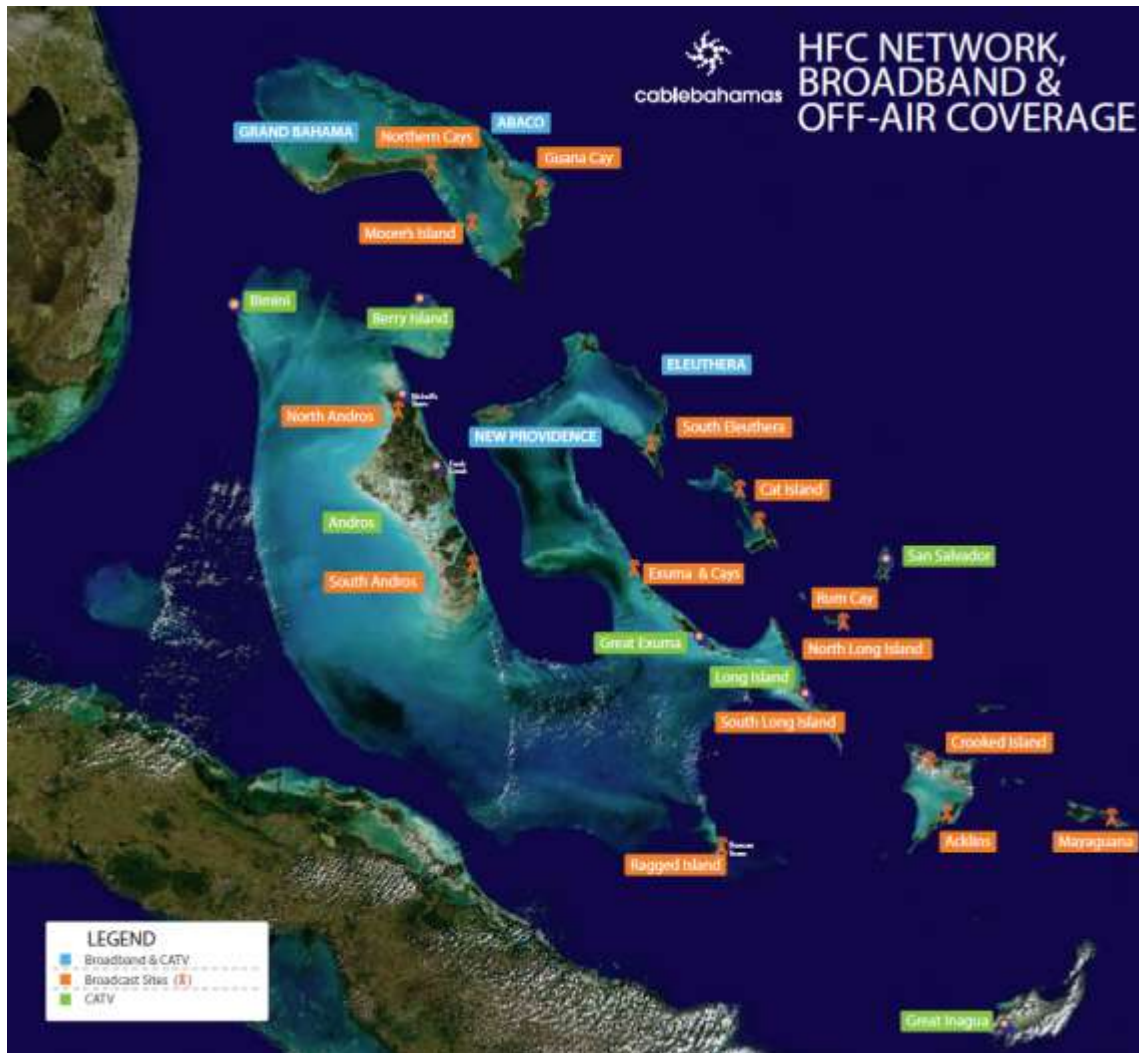 cablebahamas
HFC NETWORK,
BROADBAND &
OFF-AIR COVERAGE
GRAND BAHAMA
Northern Cays
ABACO
Guana Cay
Moore's Island
Bimini
Berry Island
ELEUTHERA
North Andros
NEW PROVIDENCE
South Eleuthera
Cat Island
Andros
South Andros
Exuma & Cays
San Salvador
Rum Cay
Great Exuma
North Long Island
Long Island
South Long Island
Crooked Island
Acklins
Mayaguana
Ragged Island
Great Inagua
LEGEND
Broadband & CATV
Broadcast Sites
CATV